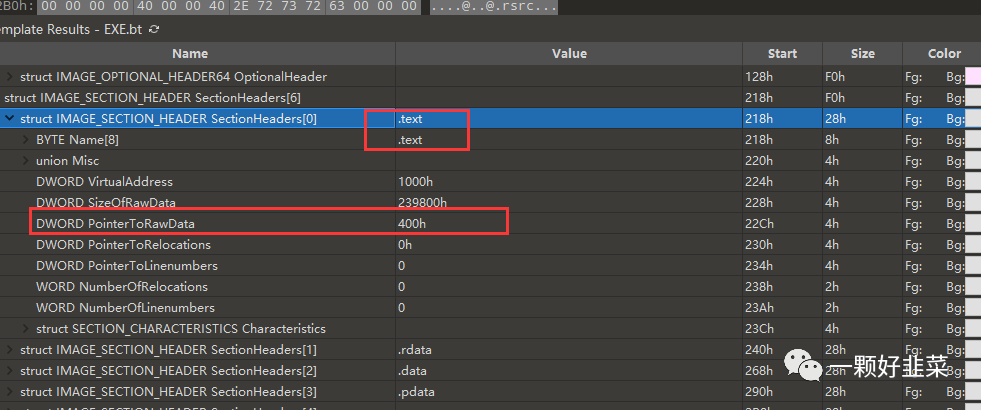 2B0h: 00 00 00 00 40 00 00 40 2E 72 73 72 63 00 00 00 ....@..@.rsrc...
emplate Results - EXE.bt
Name Value Start Size Color
struct IMAGE_OPTIONAL_HEADER64 OptionalHeader 128h F0h Fg: Bg:
struct IMAGE_SECTION_HEADER SectionHeaders[6] 218h F0h Fg: Bg:
struct IMAGE_SECTION_HEADER SectionHeaders[0] .text 218h 28h Fg: Bg:
BYTE Name[8] .text 218h 8h Fg: Bg:
union Misc 220h 4h Fg: Bg:
DWORD VirtualAddress 1000h 224h 4h Fg: Bg:
DWORD SizeOfRawData 239800h 228h 4h Fg: Bg:
DWORD PointerToRawData 400h 22Ch 4h Fg: Bg:
DWORD PointerToRelocations 0h 230h 4h Fg: Bg:
DWORD PointerToLinenumbers 0 234h 4h Fg: Bg:
WORD NumberOfRelocations 0 238h 2h Fg: Bg:
WORD NumberOfLinenumbers 0 23Ah 2h Fg: Bg:
struct SECTION_CHARACTERISTICS Characteristics 23Ch 4h Fg: Bg:
struct IMAGE_SECTION_HEADER SectionHeaders[1] .rdata 240h 28h Fg: Bg:
struct IMAGE_SECTION_HEADER SectionHeaders[2] .data 268h 28h Fg: Bg:
struct IMAGE_SECTION_HEADER SectionHeaders[3] .pdata 290h 28h Fg: Bg:
一颗好韭菜